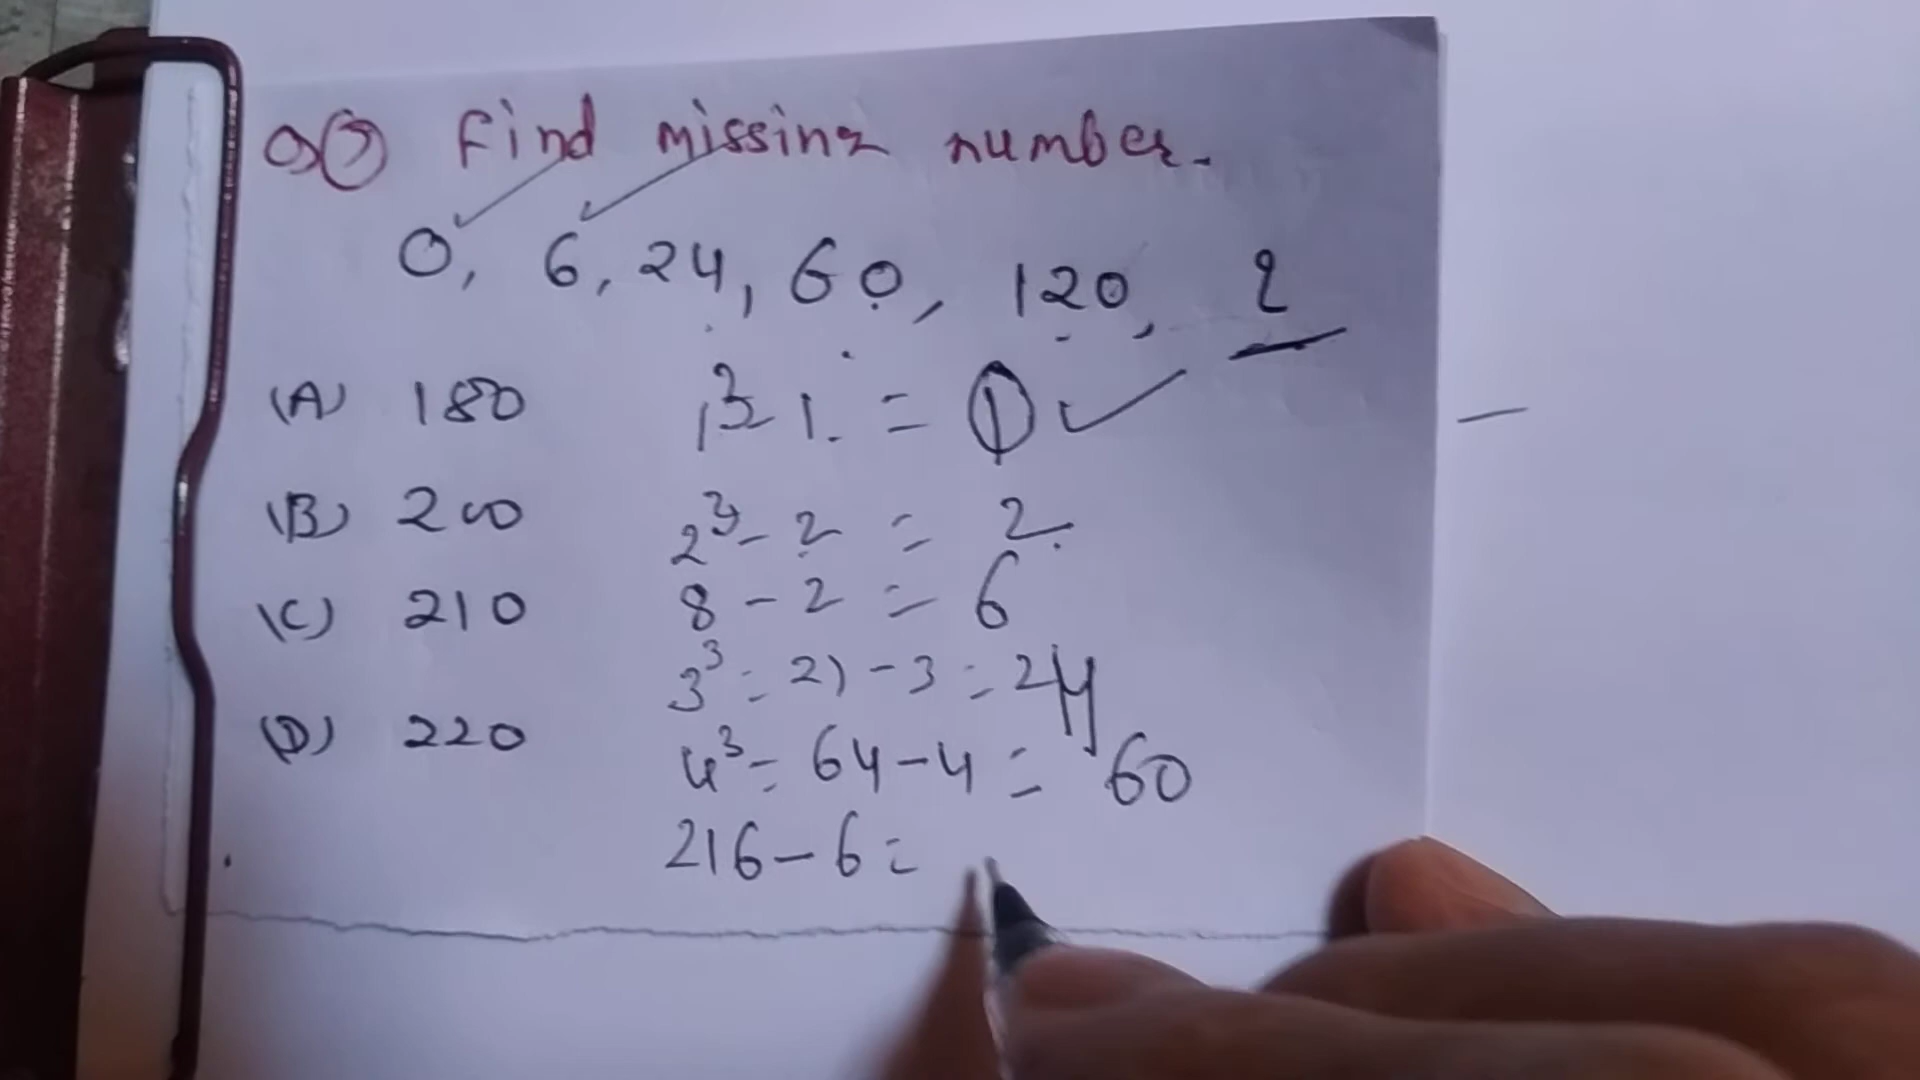 Q7 Find missing number.
0, 6, 24, 60, 120, ?
(A) 180
1³ - 1. = 0
(B) 200
2³ - 2 = 2.
8 - 2 = 6
(C) 210
3³ = 27 - 3 = 24
(D) 220
4³ = 64 - 4 = 60
216 - 6 =